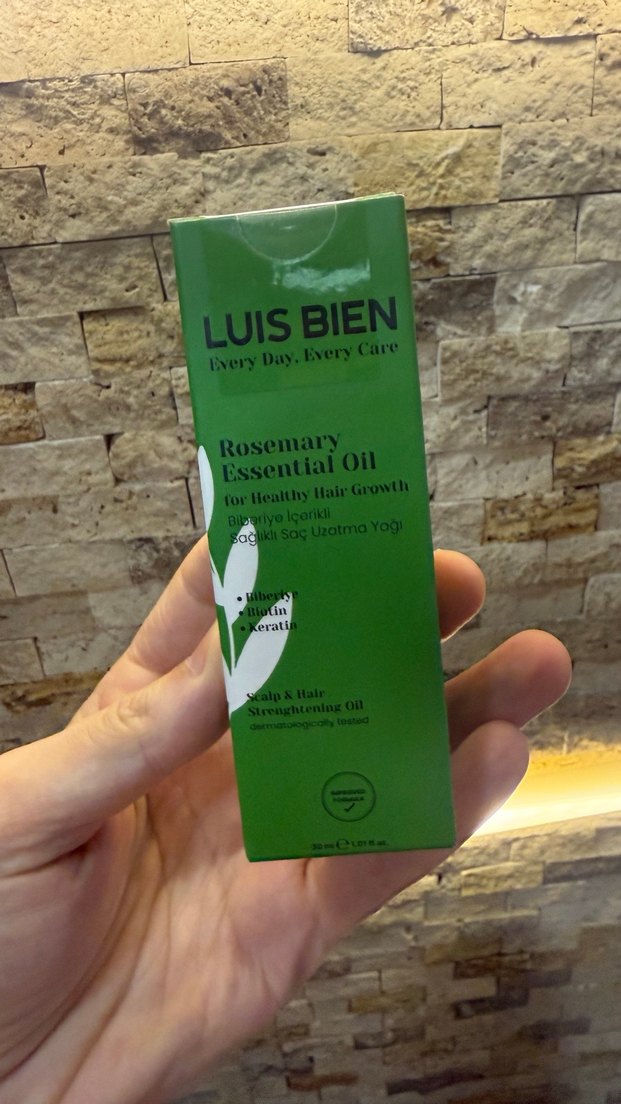 LUIS BIEN
Every Day, Every Care
Rosemary
Essential Oil
for Healthy Hair Growth
Biberiye İçerikli
Sağlıklı Saç Uzatma Yağı
• Biberiye
• Biotin
• Keratin
Scalp & Hair
Strenghtening Oil
dermatologically tested
IMPROVED
FORMULA
30 ml ℮ 1.01 fl.oz.